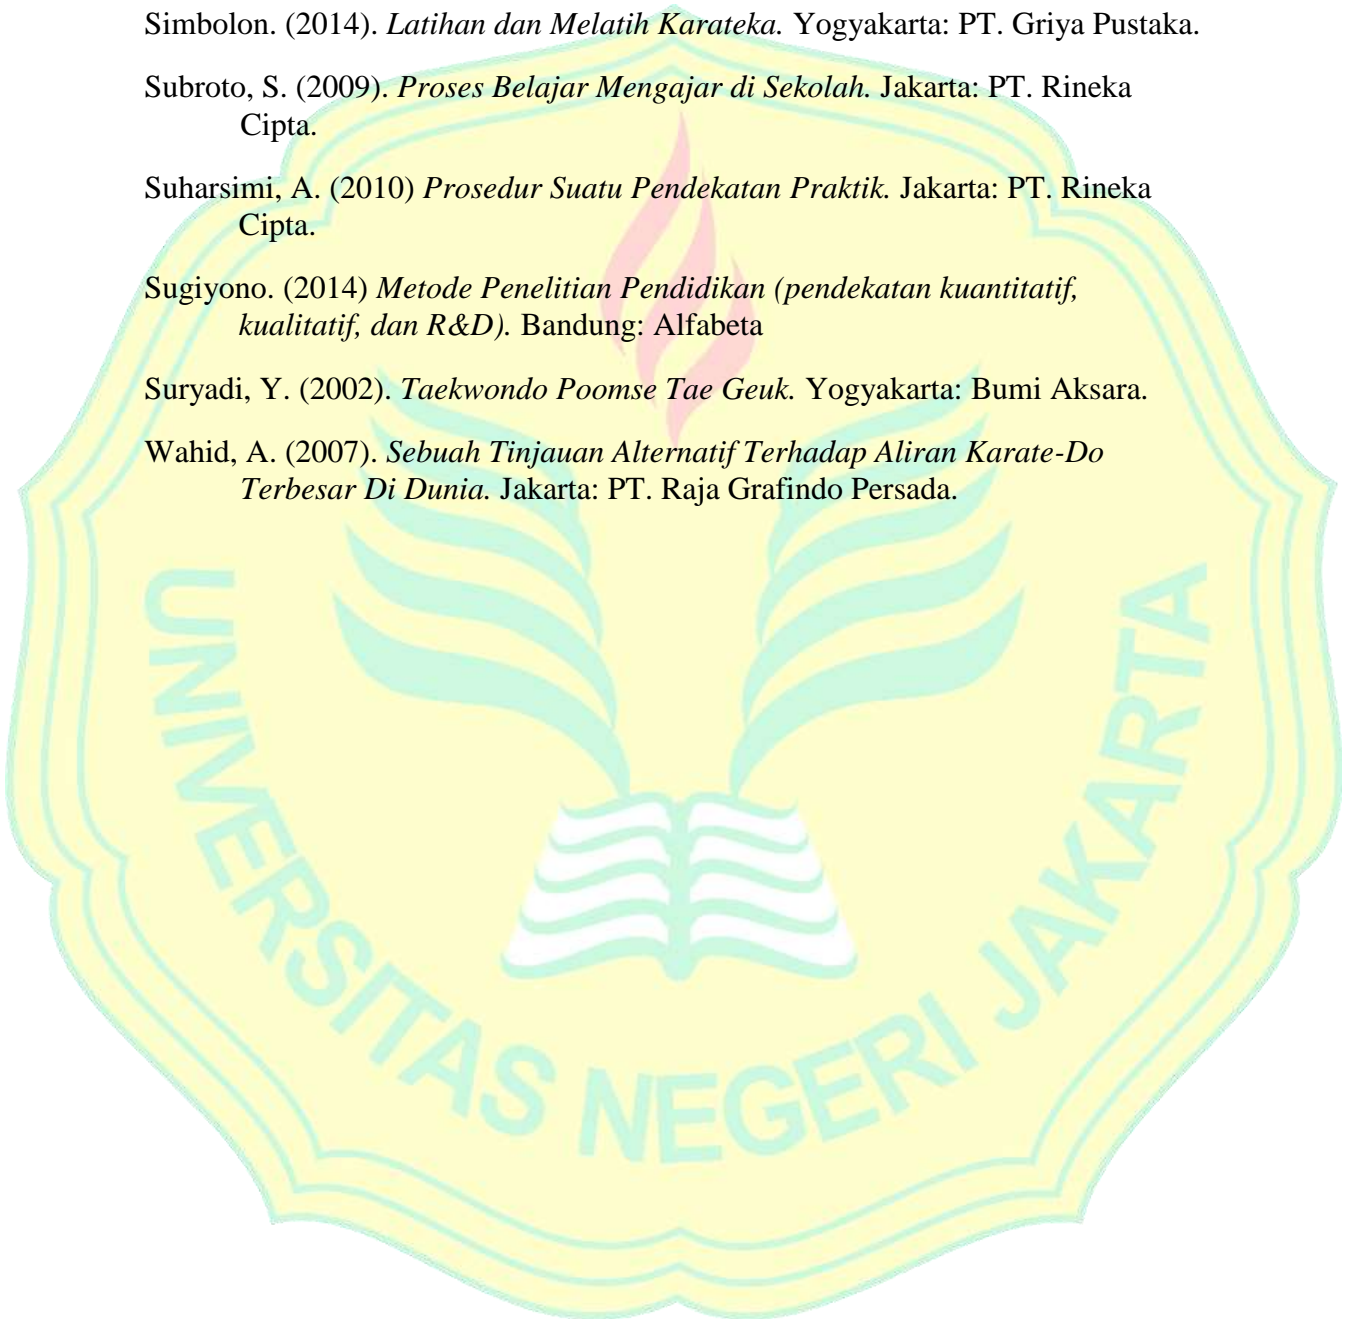 Simbolon. (2014). Latihan dan Melatih Karateka. Yogyakarta: PT. Griya Pustaka.
Subroto, S. (2009). Proses Belajar Mengajar di Sekolah. Jakarta: PT. Rineka
Cipta.
Suharsimi, A. (2010) Prosedur Suatu Pendekatan Praktik. Jakarta: PT. Rineka
Cipta.
Sugiyono. (2014) Metode Penelitian Pendidikan (pendekatan kuantitatif,
kualitatif, dan R&D). Bandung: Alfabeta
Suryadi, Y. (2002). Taekwondo Poomse Tae Geuk. Yogyakarta: Bumi Aksara.
Wahid, A. (2007). Sebuah Tinjauan Alternatif Terhadap Aliran Karate-Do
Terbesar Di Dunia. Jakarta: PT. Raja Grafindo Persada.
UNIVERSITAS NEGERI JAKARTA